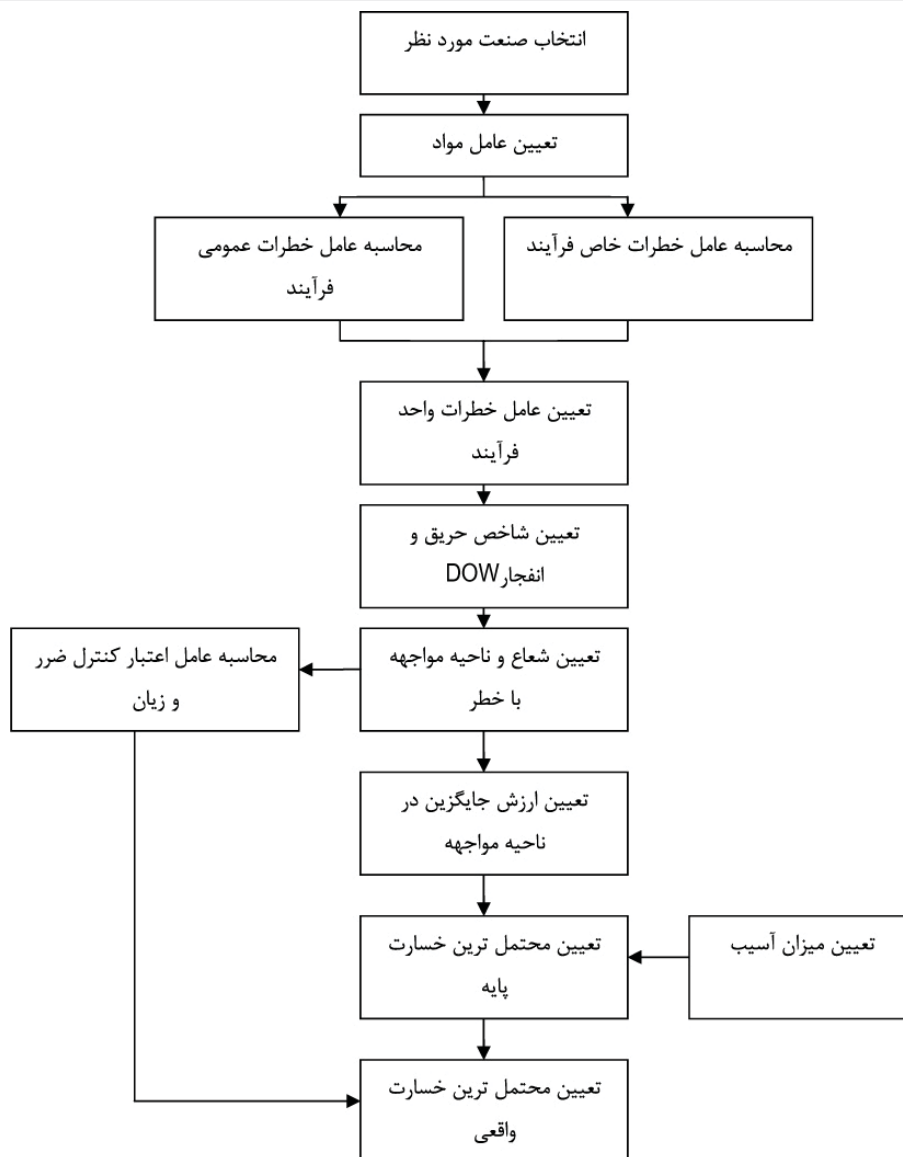 انتخاب صنعت مورد نظر
تعیین عامل مواد
محاسبه عامل خطرات خاص فرآیند
محاسبه عامل خطرات عمومی
فرآیند
تعیین عامل خطرات واحد
فرآیند
تعیین شاخص حریق و
انفجارDOW
تعیین شعاع و ناحیه مواجهه
با خطر
محاسبه عامل اعتبار کنترل ضرر
و زیان
تعیین ارزش جایگزین در
ناحیه مواجهه
تعیین محتمل ترین خسارت
پایه
تعیین میزان آسیب
تعیین محتمل ترین خسارت
واقعی